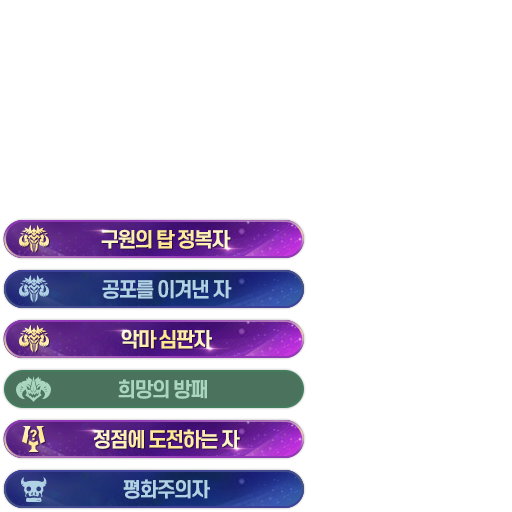 구원의 탑 정복자
공포를 이겨낸 자
악마 심판자
희망의 방패
정점에 도전하는 자
평화주의자